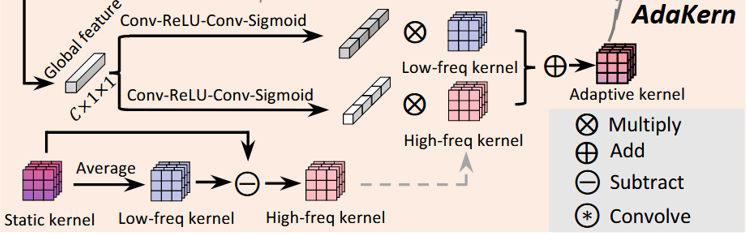 AdaKern
Global feature
C×1×1
Conv-ReLU-Conv-Sigmoid
Low-freq kernel
Conv-ReLU-Conv-Sigmoid
High-freq kernel
Adaptive kernel
Average
Static kernel
Low-freq kernel
High-freq kernel
Multiply
Add
Subtract
Convolve